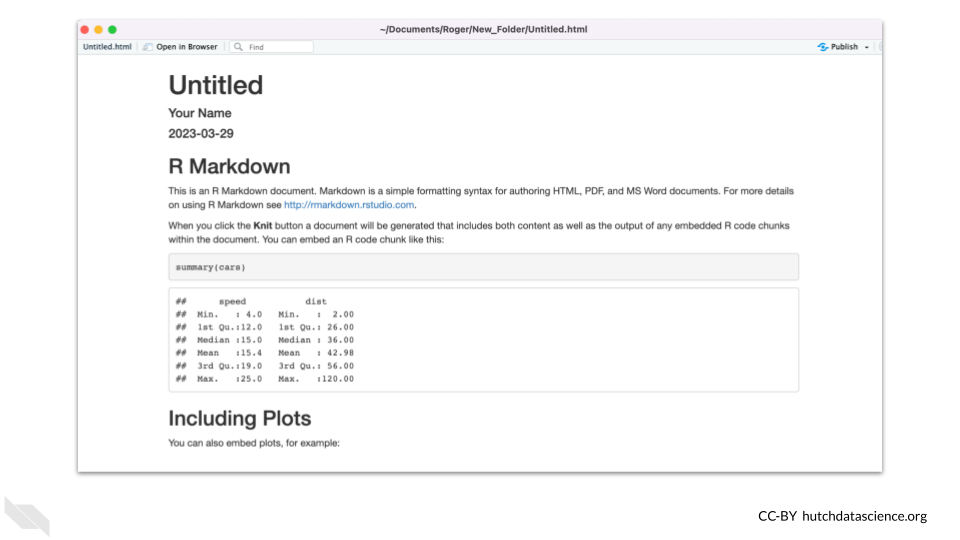 ~/Documents/Roger/New_Folder/Untitled.html
Untitled.html Open in Browser Find Publish
Untitled
Your Name
2023-03-29
R Markdown
This is an R Markdown document. Markdown is a simple formatting syntax for authoring HTML, PDF, and MS Word documents. For more details
on using R Markdown see http://rmarkdown.rstudio.com.
When you click the Knit button a document will be generated that includes both content as well as the output of any embedded R code chunks
within the document. You can embed an R code chunk like this:
summary(cars)
##      speed           dist
## Min.   : 4.0   Min.   :  2.00
## 1st Qu.:12.0   1st Qu.: 26.00
## Median :15.0   Median : 36.00
## Mean   :15.4   Mean   : 42.98
## 3rd Qu.:19.0   3rd Qu.: 56.00
## Max.   :25.0   Max.   :120.00
Including Plots
You can also embed plots, for example:
CC-BY hutchdatascience.org